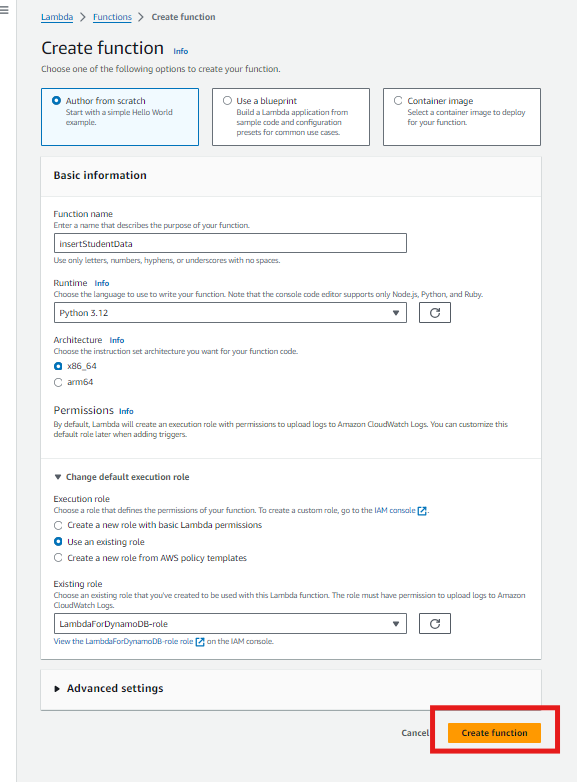 Lambda > Functions > Create function
Create function Info
Choose one of the following options to create your function.
Author from scratch
Start with a simple Hello World
example.
Use a blueprint
Build a Lambda application from
sample code and configuration
presets for common use cases.
Container image
Select a container image to deploy
for your function.
Basic information
Function name
Enter a name that describes the purpose of your function.
insertStudentData
Use only letters, numbers, hyphens, or underscores with no spaces.
Runtime Info
Choose the language to use to write your function. Note that the console code editor supports only Node.js, Python, and Ruby.
Python 3.12
Architecture Info
Choose the instruction set architecture you want for your function code.
x86_64
arm64
Permissions Info
By default, Lambda will create an execution role with permissions to upload logs to Amazon CloudWatch Logs. You can customize this
default role later when adding triggers.
Change default execution role
Execution role
Choose a role that defines the permissions of your function. To create a custom role, go to the IAM console.
Create a new role with basic Lambda permissions
Use an existing role
Create a new role from AWS policy templates
Existing role
Choose an existing role that you've created to be used with this Lambda function. The role must have permission to upload logs to Amazon
CloudWatch Logs.
LambdaForDynamoDB-role
View the LambdaForDynamoDB-role role on the IAM console.
Advanced settings
Cancel Create function